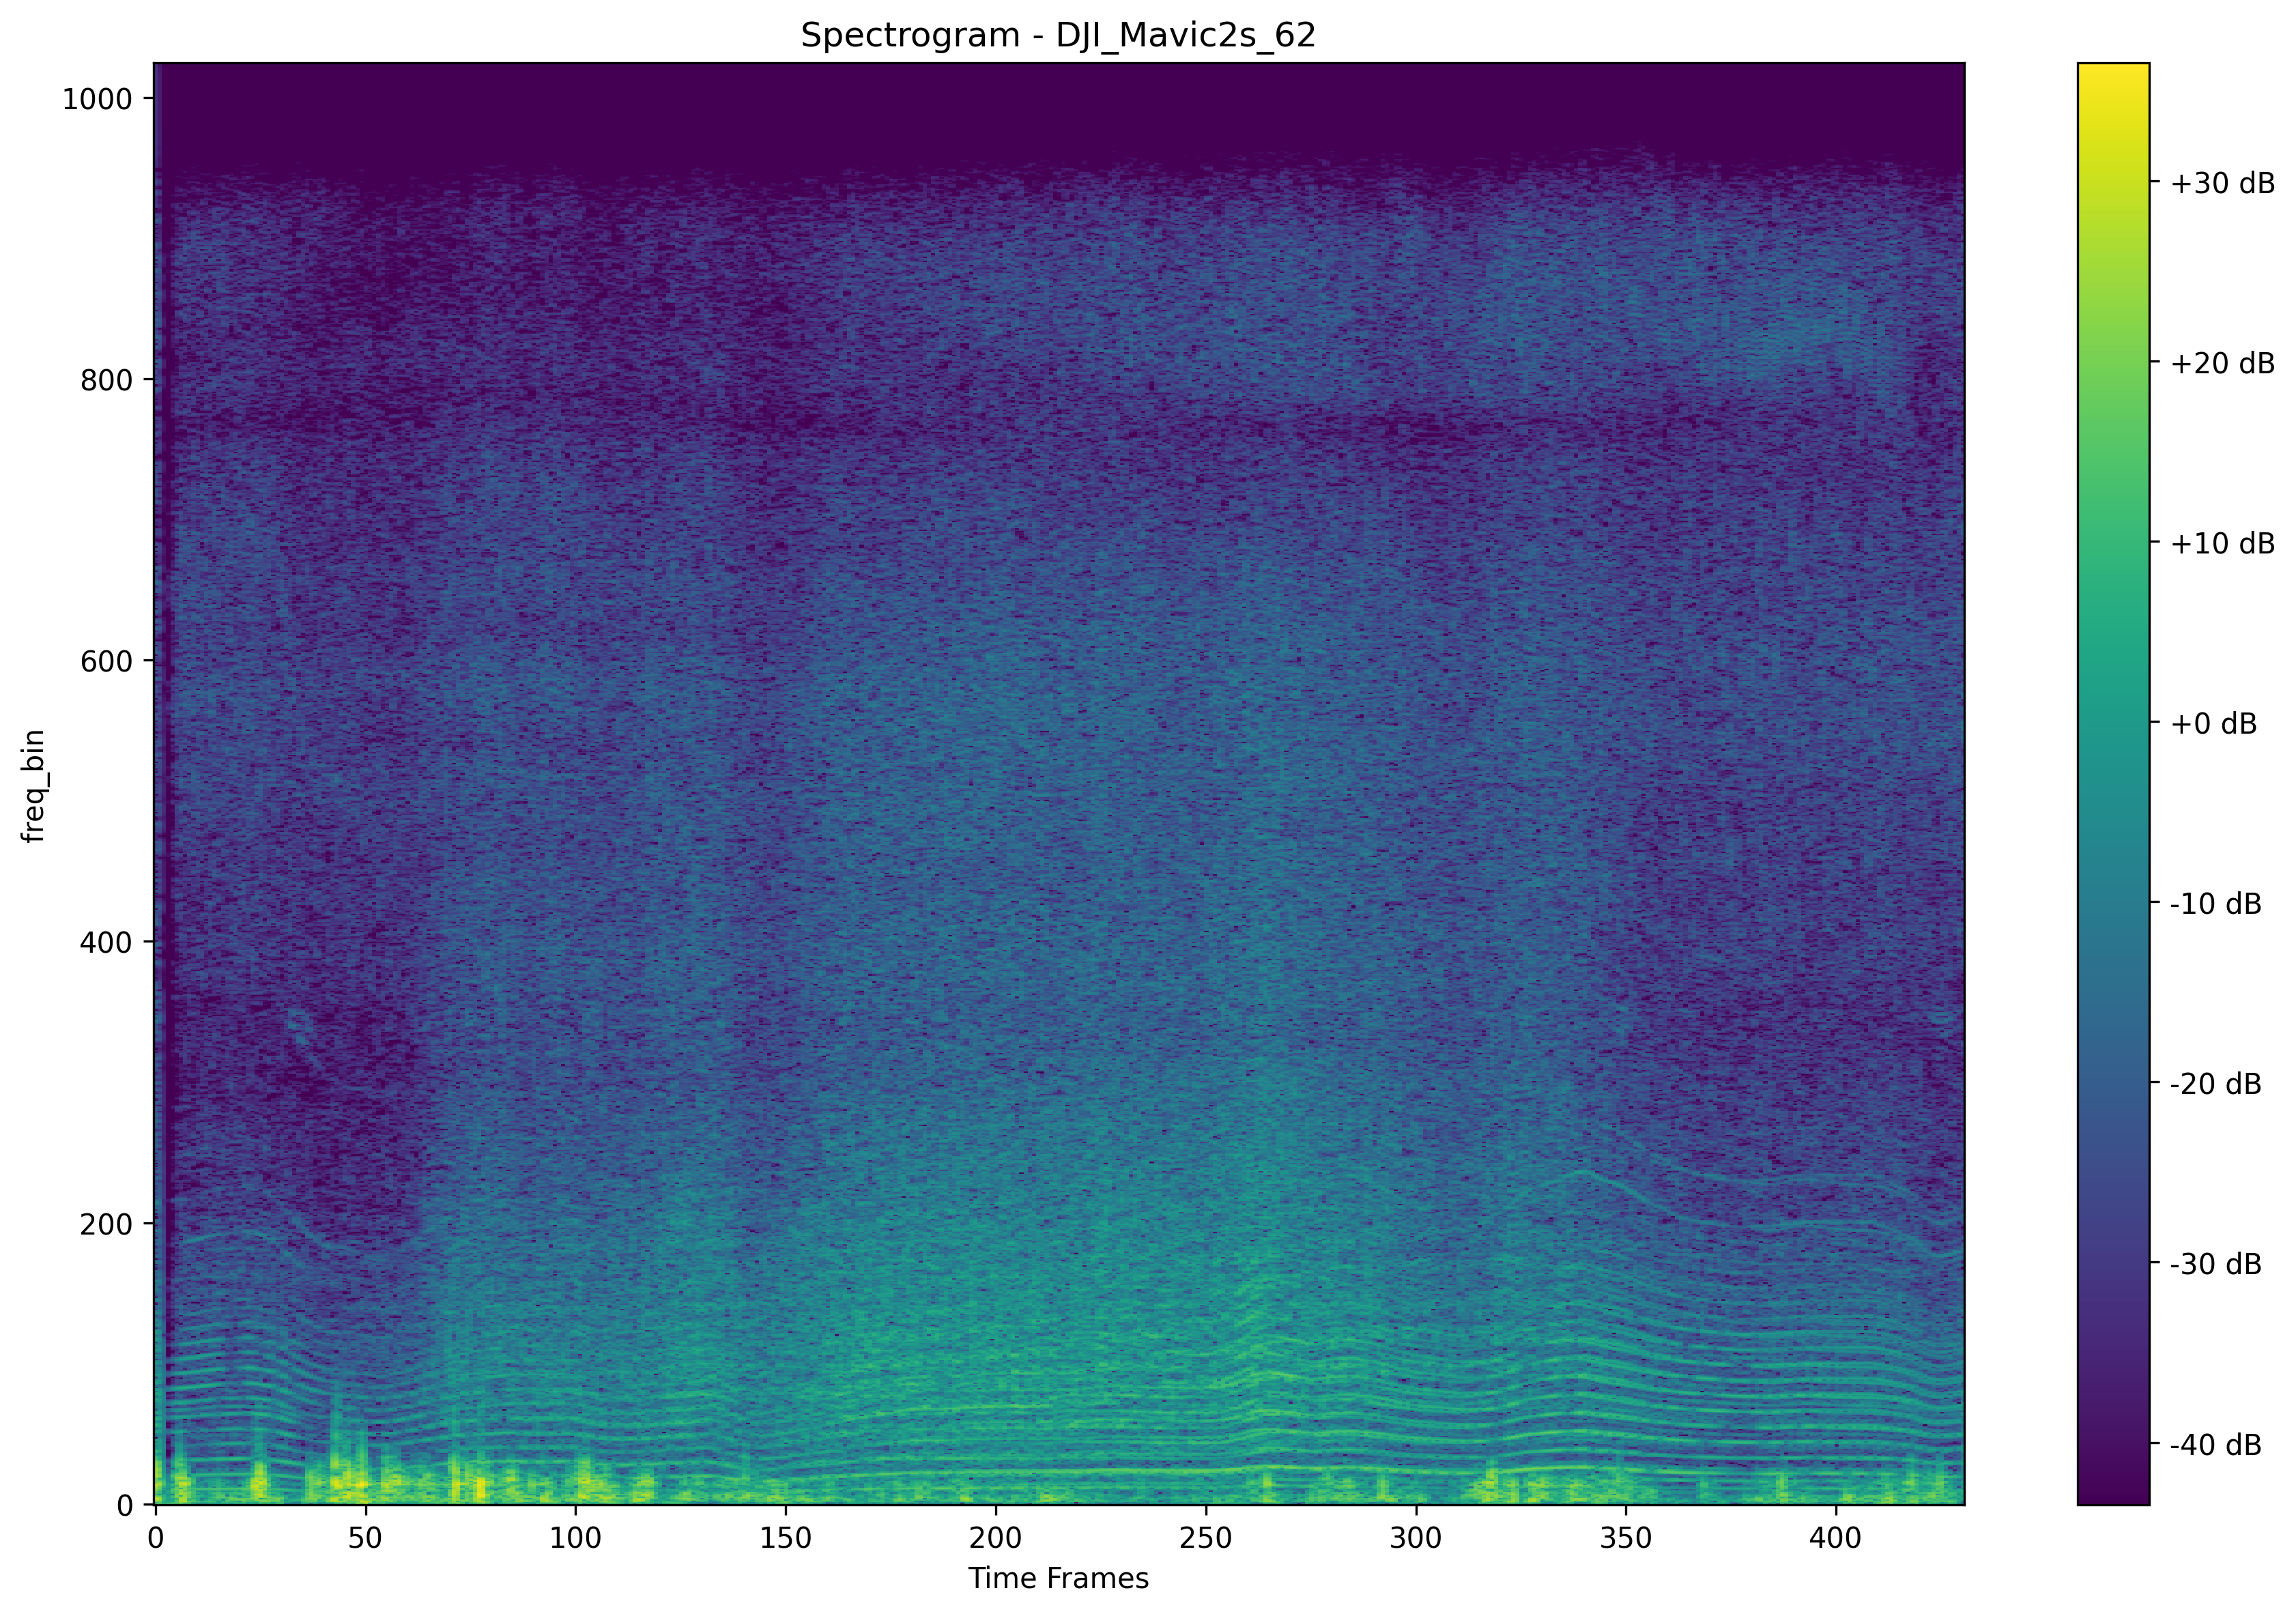 Spectrogram - DJI_Mavic2s_62
1000
800
600
400
200
0
freq_bin
0 50 100 150 200 250 300 350 400
Time Frames
+30 dB
+20 dB
+10 dB
+0 dB
-10 dB
-20 dB
-30 dB
-40 dB